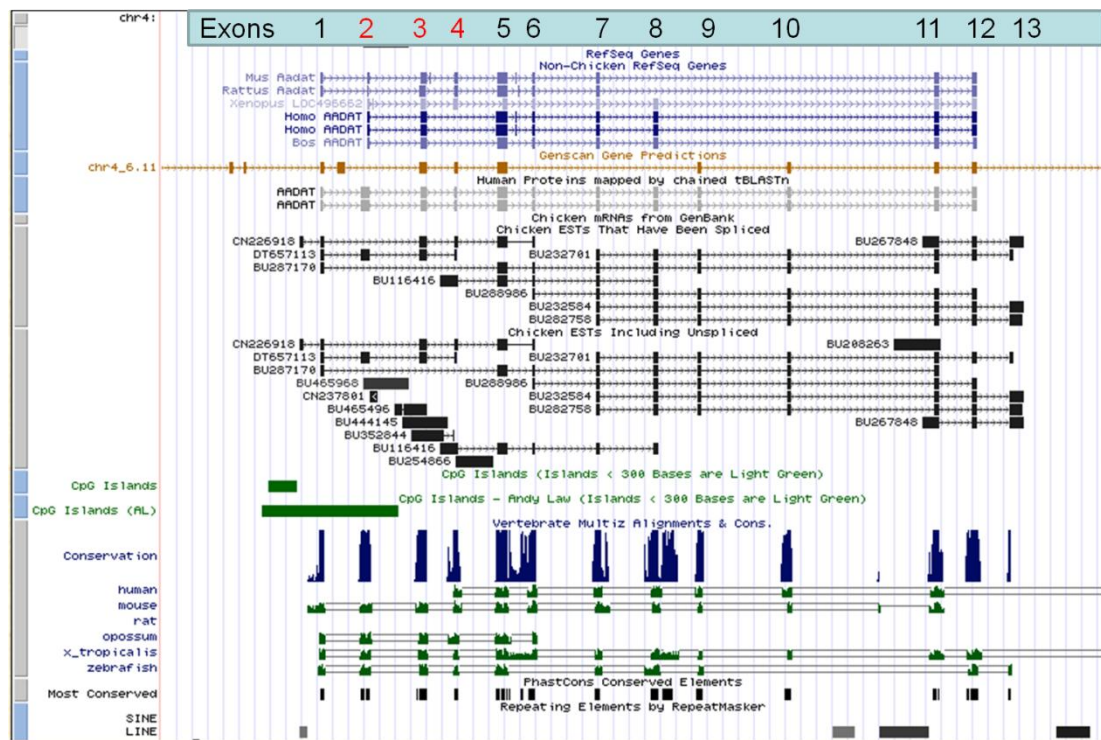 chr4:
Exons 1 2 3 4 5 6 7 8 9 10 11 12 13
RefSeq Genes
Non-Chicken RefSeq Genes
Mus Aadat
Rattus Aadat
Xenopus LOC496662
Homo AADAT
Homo AADAT
Bos AADAT
Genscan Gene Predictions
chr4_6.11
Human Proteins mapped by chained tBLASTn
AADAT
AADAT
Chicken mRNAs from GenBank
Chicken ESTs That Have Been Spliced
CN226918 BU267848
DT657113 BU232701
BU287170
BU116416
BU288986
BU232584
BU282758
Chicken ESTs Including Unspliced
CN226918 BU208263
DT657113 BU232701
BU287170
BU465968 BU288986
CN237801 BU232584
BU465496 BU282758
BU444145 BU267848
BU352844
BU116416
BU254866
CpG Islands (Islands < 300 Bases are Light Green)
CpG Islands
CpG Islands - Andy Law (Islands < 300 Bases are Light Green)
CpG Islands (AL)
Vertebrate Multiz Alignments & Cons.
Conservation
human
mouse
rat
opossum
x_tropicalis
zebrafish
PhastCons Conserved Elements
Most Conserved
Repeating Elements by RepeatMasker
SINE
LINE